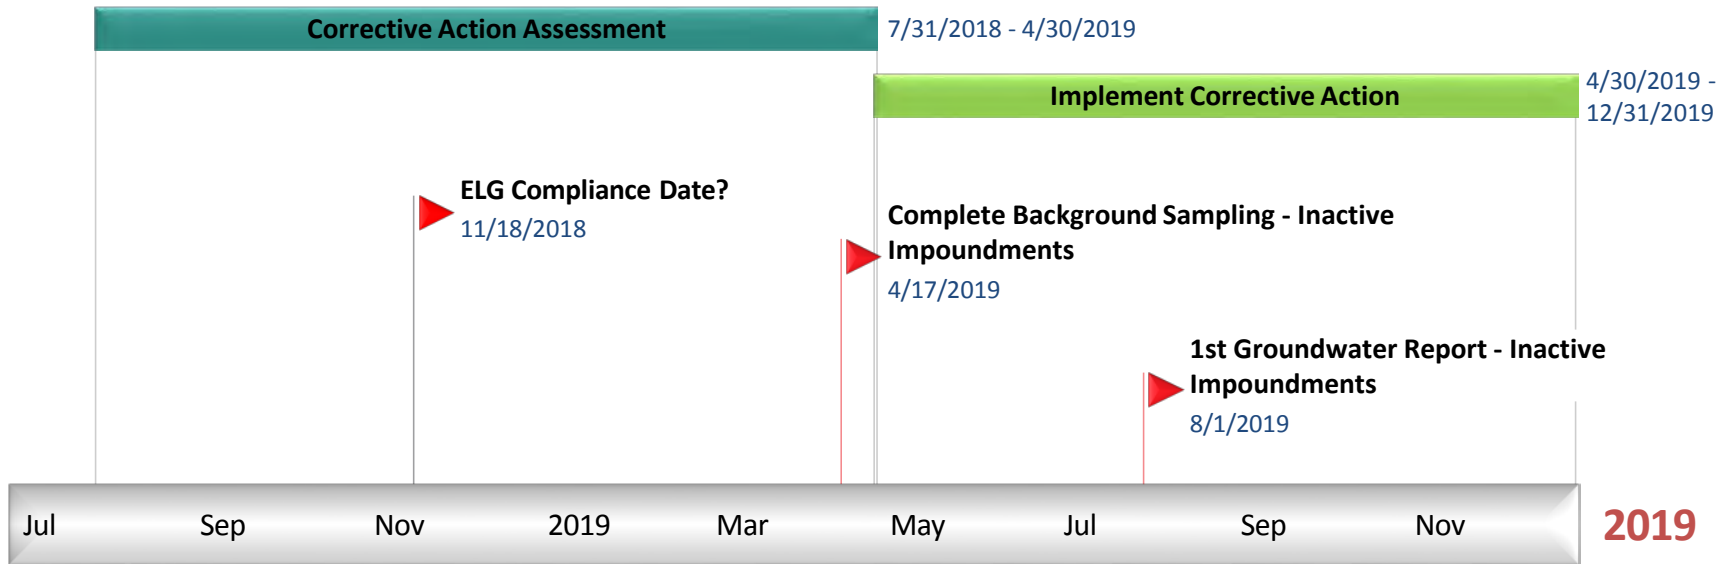 Corrective Action Assessment
7/31/2018 - 4/30/2019
Implement Corrective Action
4/30/2019 -
12/31/2019
ELG Compliance Date?
11/18/2018
Complete Background Sampling - Inactive
Impoundments
4/17/2019
1st Groundwater Report - Inactive
Impoundments
8/1/2019
Jul Sep Nov 2019 Mar May Jul Sep Nov 2019